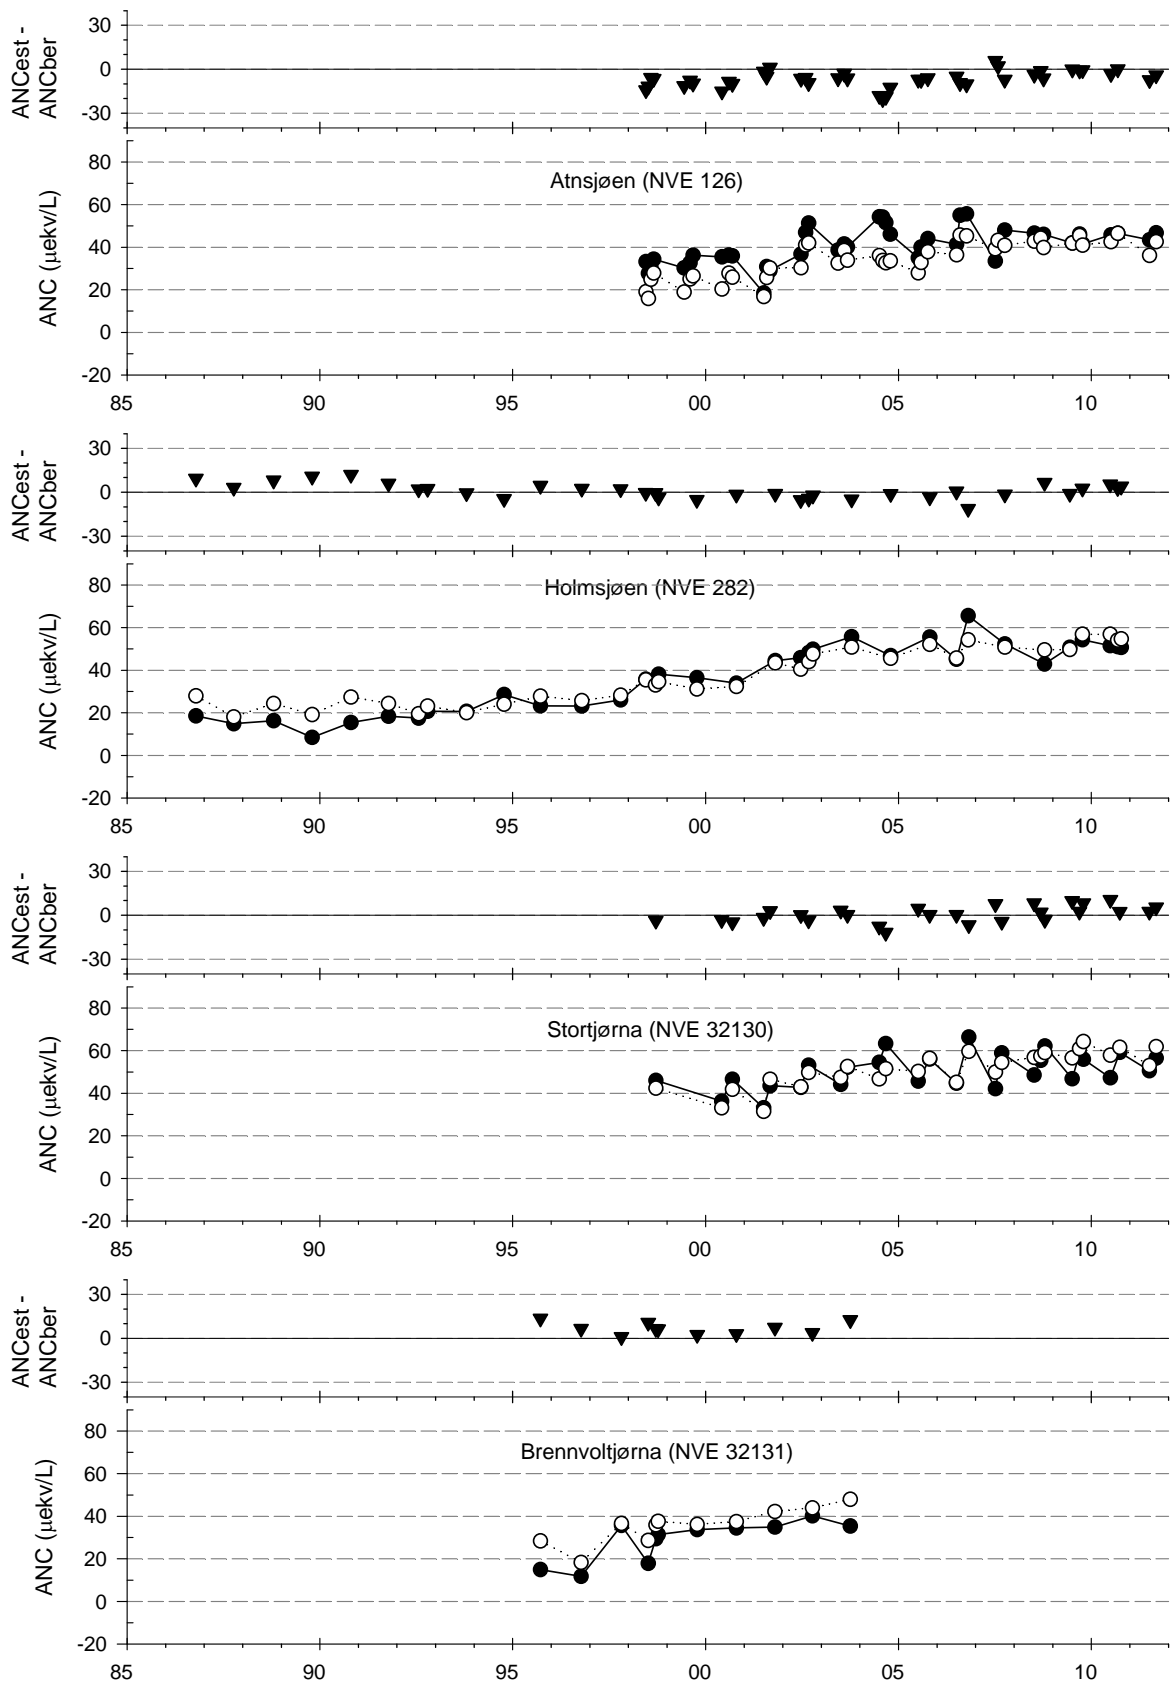 30
0
-30
ANCest -
ANCber
80
60
40
20
0
-20
ANC (µekv/L)
Atnsjøen (NVE 126)
85 90 95 00 05 10
30
0
-30
ANCest -
ANCber
80
60
40
20
0
-20
ANC (µekv/L)
Holmsjøen (NVE 282)
85 90 95 00 05 10
30
0
-30
ANCest -
ANCber
80
60
40
20
0
-20
ANC (µekv/L)
Stortjørna (NVE 32130)
85 90 95 00 05 10
30
0
-30
ANCest -
ANCber
80
60
40
20
0
-20
ANC (µekv/L)
Brennvoltjørna (NVE 32131)
85 90 95 00 05 10